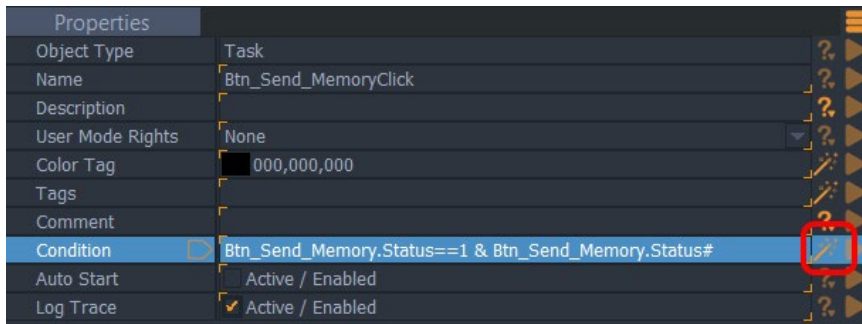 Properties
Object Type Task
Name Btn_Send_MemoryClick
Description
User Mode Rights None
Color Tag 000,000,000
Tags
Comment
Condition Btn_Send_Memory.Status==1 & Btn_Send_Memory.Status#
Auto Start Active / Enabled
Log Trace Active / Enabled